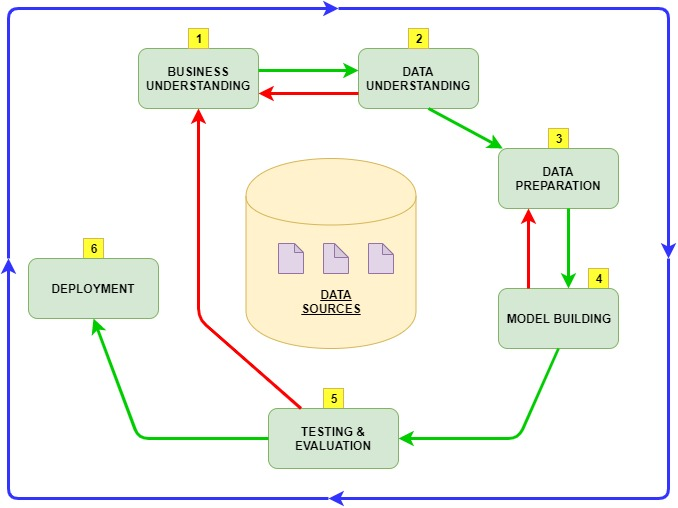 1
BUSINESS
UNDERSTANDING
2
DATA
UNDERSTANDING
3
DATA
PREPARATION
4
MODEL BUILDING
5
TESTING &
EVALUATION
6
DEPLOYMENT
DATA
SOURCES